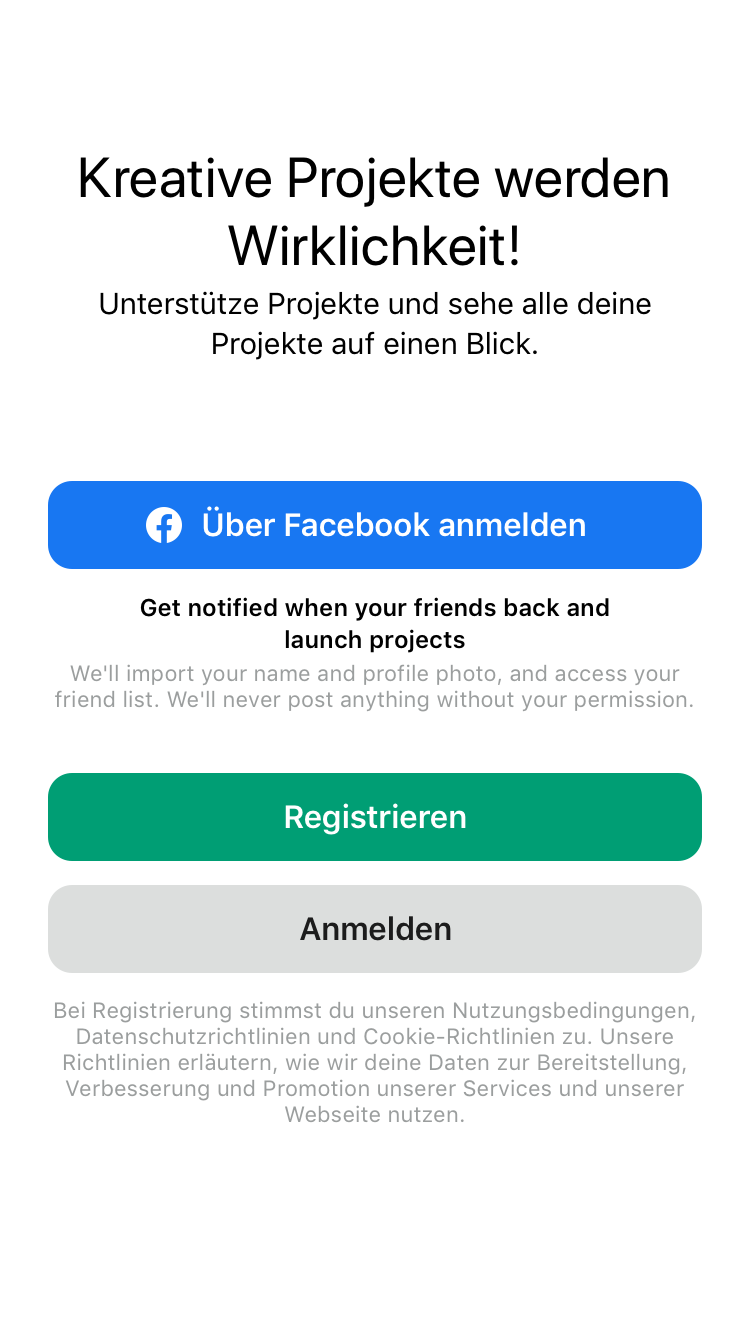 Kreative Projekte werden
Wirklichkeit!
Unterstütze Projekte und sehe alle deine
Projekte auf einen Blick.
Über Facebook anmelden
Get notified when your friends back and
launch projects
We'll import your name and profile photo, and access your
friend list. We'll never post anything without your permission.
Registrieren
Anmelden
Bei Registrierung stimmst du unseren Nutzungsbedingungen,
Datenschutzrichtlinien und Cookie-Richtlinien zu. Unsere
Richtlinien erläutern, wie wir deine Daten zur Bereitstellung,
Verbesserung und Promotion unserer Services und unserer
Webseite nutzen.